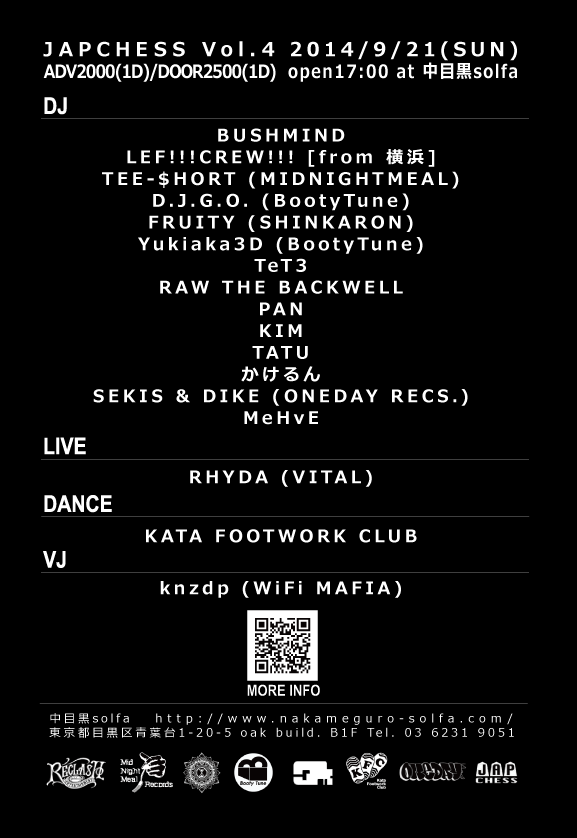 JAPCHESS Vol.4 2014/9/21(SUN)
ADV2000(1D)/DOOR2500(1D) open17:00 at 中目黒solfa
DJ
BUSHMIND
LEF!!!CREW!!! [from 横浜]
TEE-$HORT (MIDNIGHTMEAL)
D.J.G.O. (BootyTune)
FRUITY (SHINKARON)
Yukiaka3D (BootyTune)
TeT3
RAW THE BACKWELL
PAN
KIM
TATU
かけるん
SEKIS & DIKE (ONEDAY RECS.)
MeHvE
LIVE
RHYDA (VITAL)
DANCE
KATA FOOTWORK CLUB
VJ
knzdp (WiFi MAFIA)
MORE INFO
中目黒solfa http://www.nakameguro-solfa.com/
東京都目黒区青葉台1-20-5 oak build. B1F Tel. 03 6231 9051
Mid
Night
Meal
Records
Booty Tune
KFC
Kata
Footwork
Club
JAP
CHESS